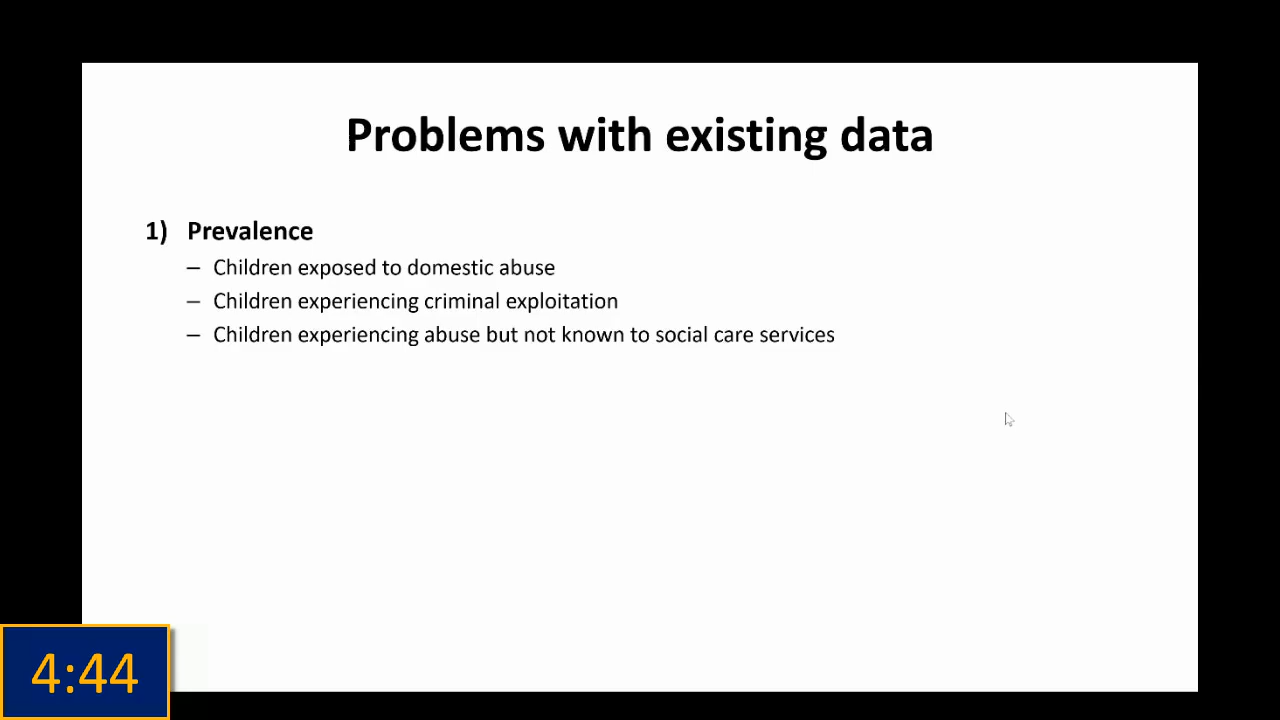 Problems with existing data
1) Prevalence
– Children exposed to domestic abuse
– Children experiencing criminal exploitation
– Children experiencing abuse but not known to social care services
4:44